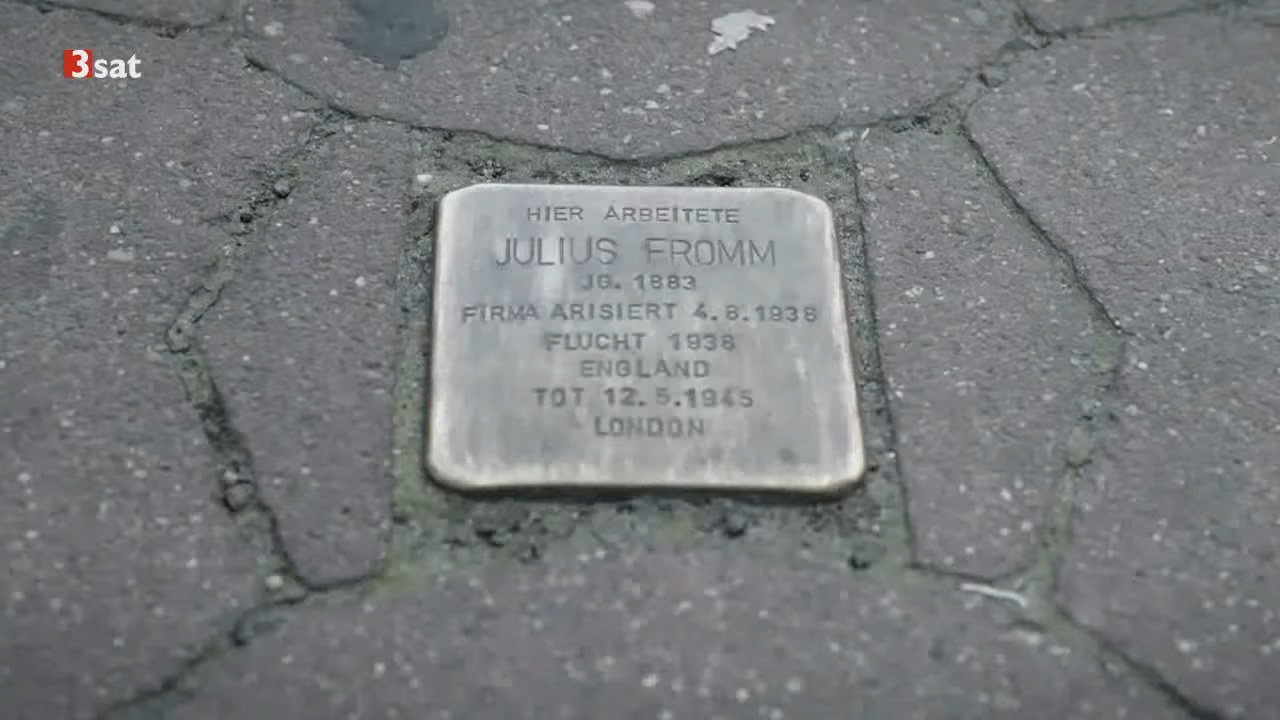 3sat
HIER ARBEITETE
JULIUS FROMM
JG. 1883
FIRMA ARISIERT 4.8.1938
FLUCHT 1938
ENGLAND
TOT 12.5.1945
LONDON